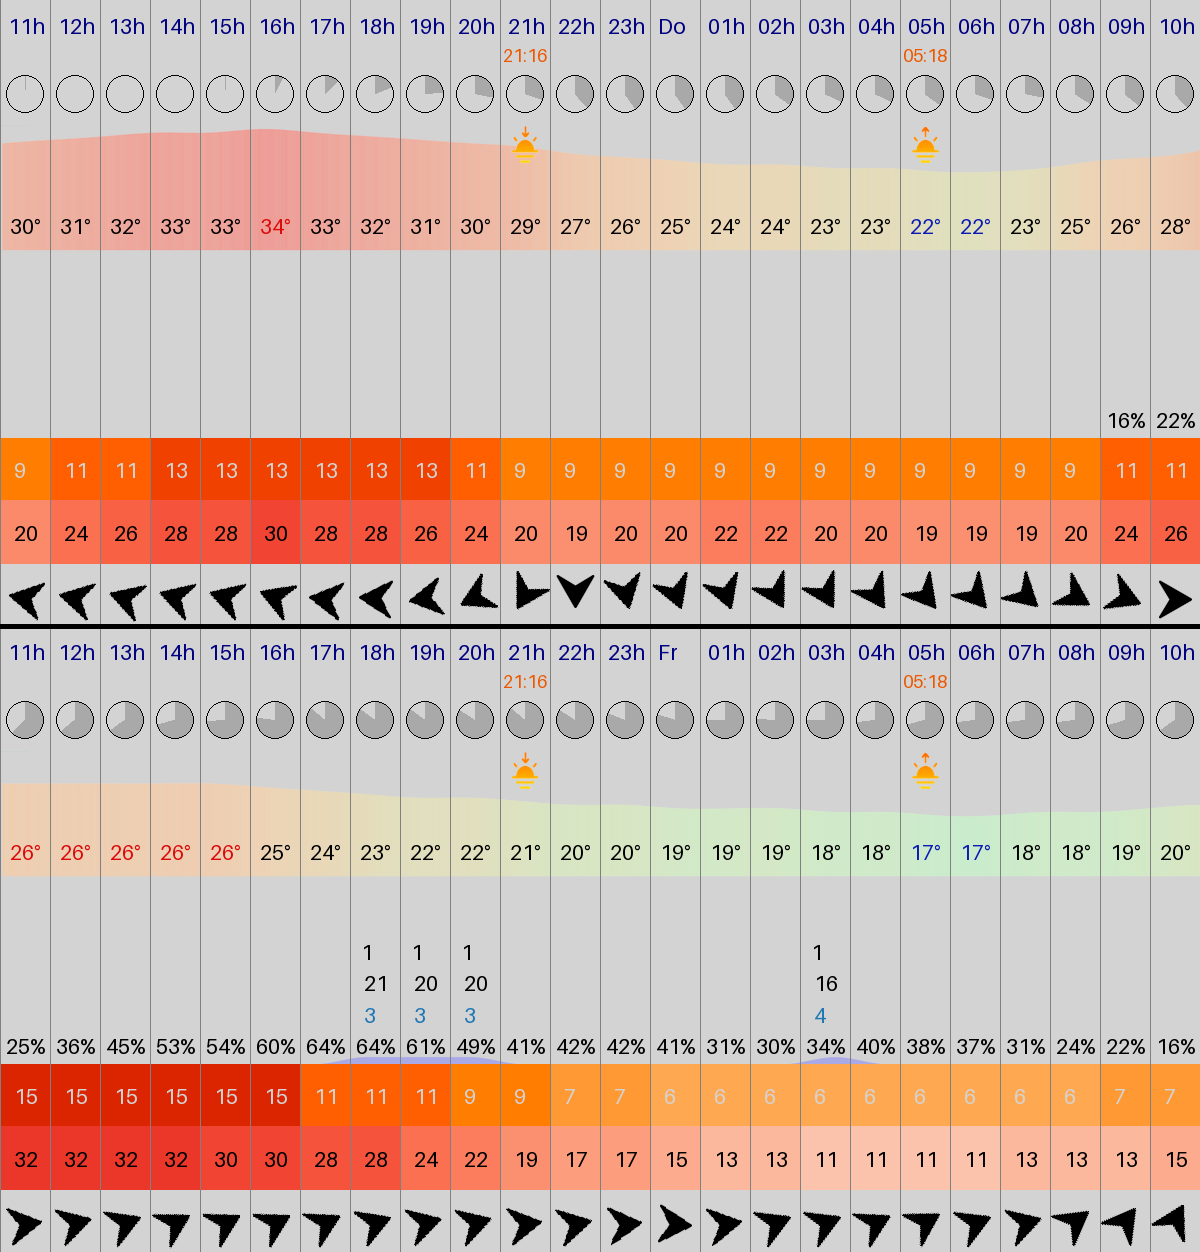 11h 12h 13h 14h 15h 16h 17h 18h 19h 20h 21h 22h 23h Do 01h 02h 03h 04h 05h 06h 07h 08h 09h 10h
21:16 05:18
30° 31° 32° 33° 33° 34° 33° 32° 31° 30° 29° 27° 26° 25° 24° 24° 23° 23° 22° 22° 23° 25° 26° 28°
16% 22%
9 11 11 13 13 13 13 13 13 11 9 9 9 9 9 9 9 9 9 9 9 9 11 11
20 24 26 28 28 30 28 28 26 24 20 19 20 20 22 22 20 20 19 19 19 20 24 26
11h 12h 13h 14h 15h 16h 17h 18h 19h 20h 21h 22h 23h Fr 01h 02h 03h 04h 05h 06h 07h 08h 09h 10h
21:16 05:18
26° 26° 26° 26° 26° 25° 24° 23° 22° 22° 21° 20° 20° 19° 19° 19° 18° 18° 17° 17° 18° 18° 19° 20°
1 1 1 1
21 20 20 16
3 3 3 4
25% 36% 45% 53% 54% 60% 64% 64% 61% 49% 41% 42% 42% 41% 31% 30% 34% 40% 38% 37% 31% 24% 22% 16%
15 15 15 15 15 15 11 11 11 9 9 7 7 6 6 6 6 6 6 6 6 6 7 7
32 32 32 32 30 30 28 28 24 22 19 17 17 15 13 13 11 11 11 11 13 13 13 15